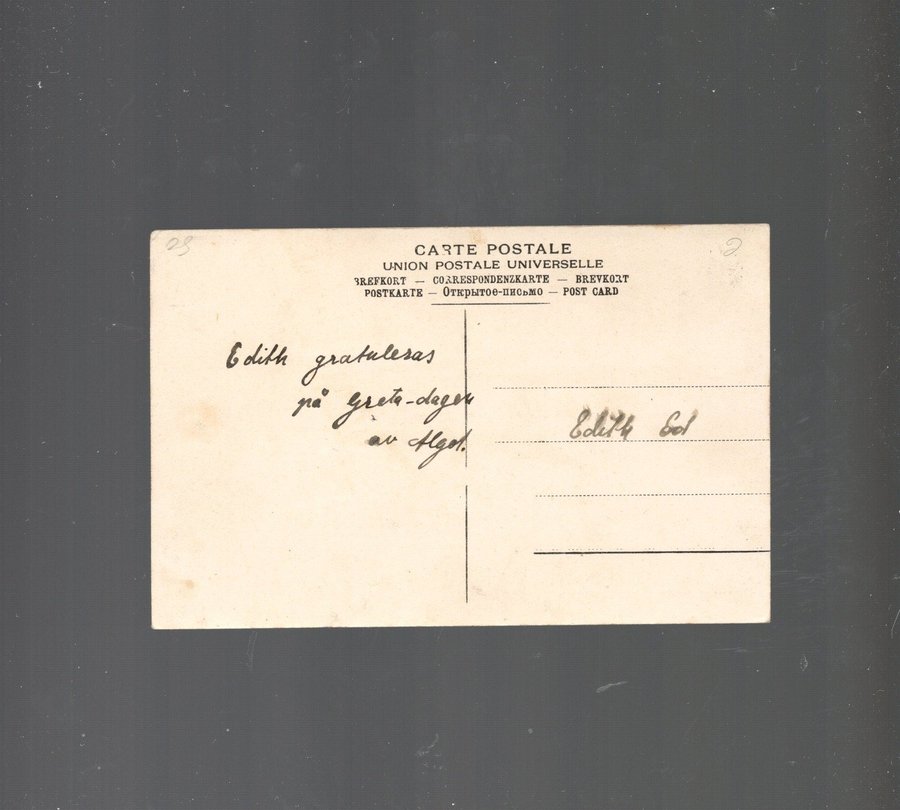 CARTE POSTALE
UNION POSTALE UNIVERSELLE
BREFKORT — CORRESPONDENZKARTE — BREVKORT
POSTKARTE — Открытое-письмо — POST CARD
Edith gratuleras
på Greta-dagen
av Algot.
Edith Ed